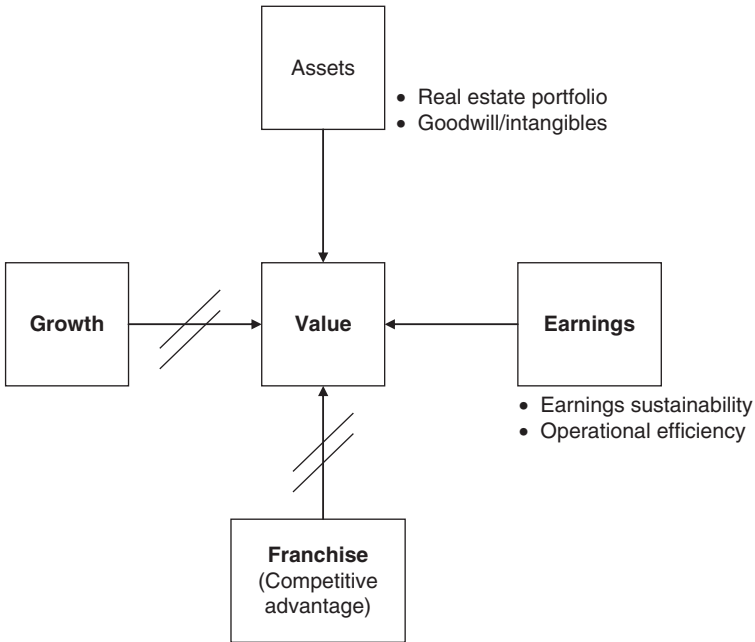 Assets
• Real estate portfolio
• Goodwill/intangibles
Growth
Value
Earnings
• Earnings sustainability
• Operational efficiency
Franchise
(Competitive
advantage)